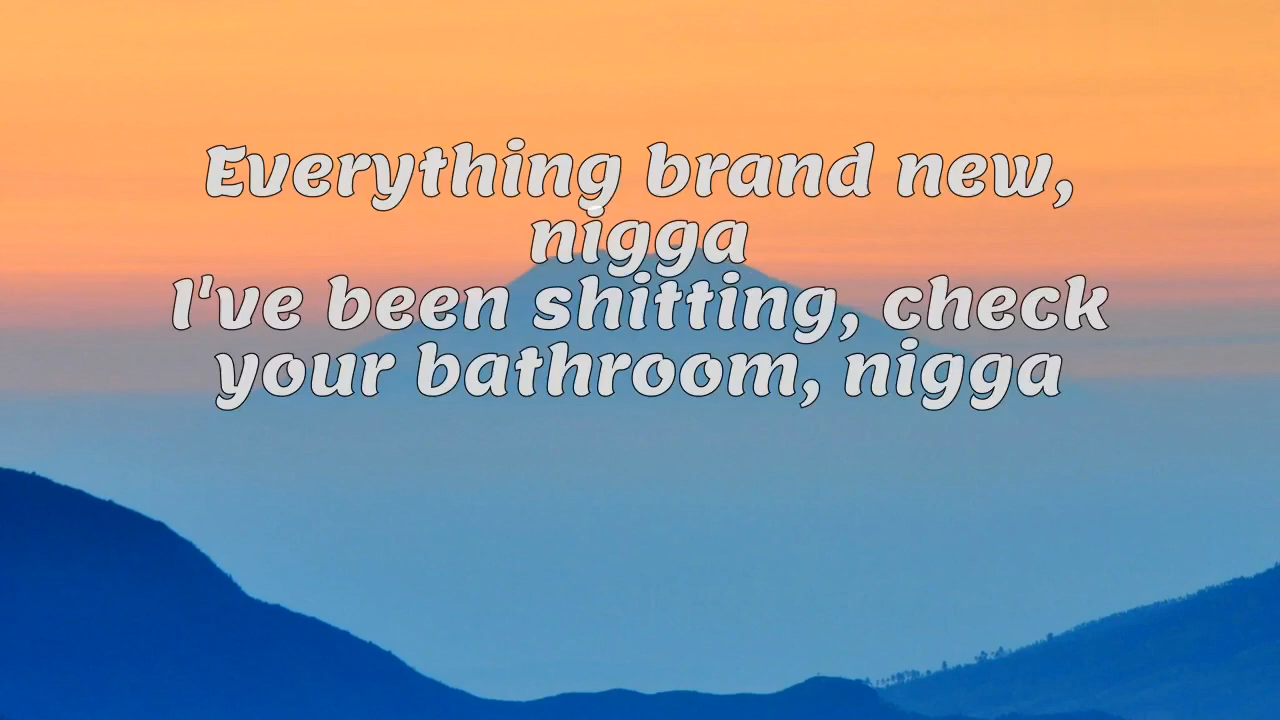 Everything brand new,
nigga
I've been shitting, check
your bathroom, nigga